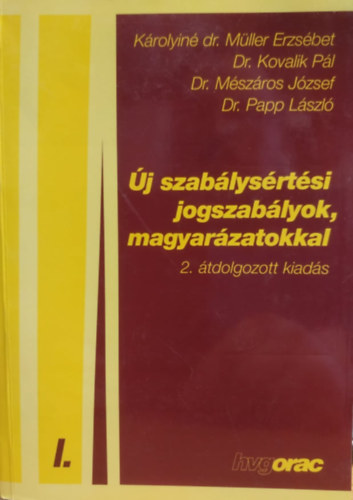 Károlyiné dr. Müller Erzsébet
Dr. Kovalik Pál
Dr. Mészáros József
Dr. Papp László
Új szabálysértési
jogszabályok,
magyarázatokkal
2. átdolgozott kiadás
I.
hvgorac